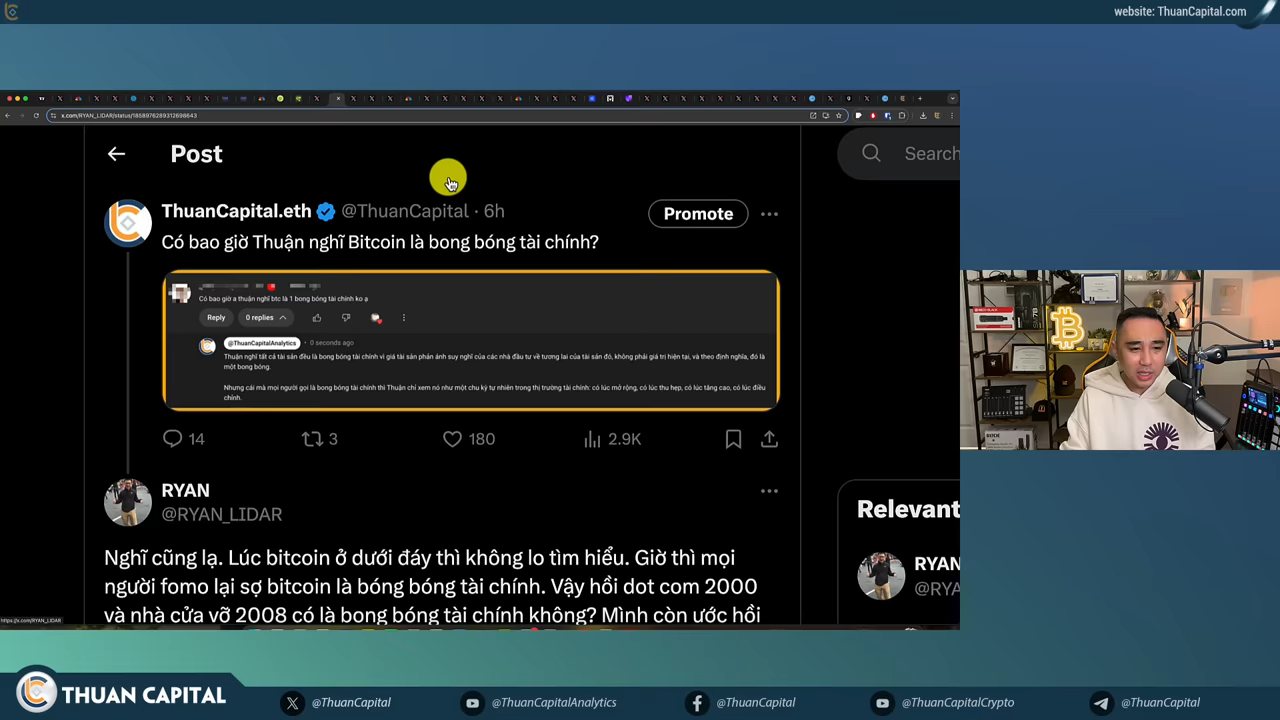 website: ThuanCapital.com
x.com/RYAN_LIDAR/status/1858976289312698643
Post
Search
ThuanCapital.eth @ThuanCapital · 6h
Promote
Có bao giờ Thuận nghĩ Bitcoin là bong bóng tài chính?
Có bao giờ a thuận nghĩ btc là 1 bong bóng tài chính ko ạ
Reply 0 replies
@ThuanCapitalAnalytics • 0 seconds ago
Thuận nghĩ tất cả tài sản đều là bong bóng tài chính vì giá tài sản phản ánh suy nghĩ của các nhà đầu tư về tương lai của tài sản đó, không phải giá trị hiện tại, và theo định nghĩa, đó là
một bong bóng.
Nhưng cái mà mọi người gọi là bong bóng tài chính thì Thuận chỉ xem nó như một chu kỳ tự nhiên trong thị trường tài chính: có lúc mở rộng, có lúc thu hẹp, có lúc tăng cao, có lúc điều
chỉnh.
14 3 180 2.9K
RYAN
@RYAN_LIDAR
Relevant
RYAN
@RY
Nghĩ cũng lạ. Lúc bitcoin ở dưới đáy thì không lo tìm hiểu. Giờ thì mọi
người fomo lại sợ bitcoin là bóng bóng tài chính. Vậy hồi dot com 2000
và nhà cửa vỡ 2008 có là bong bóng tài chính không? Mình còn ước hồi
https://x.com/RYAN_LIDAR
THUAN CAPITAL
@ThuanCapital
@ThuanCapitalAnalytics
@ThuanCapital
@ThuanCapitalCrypto
@ThuanCapital